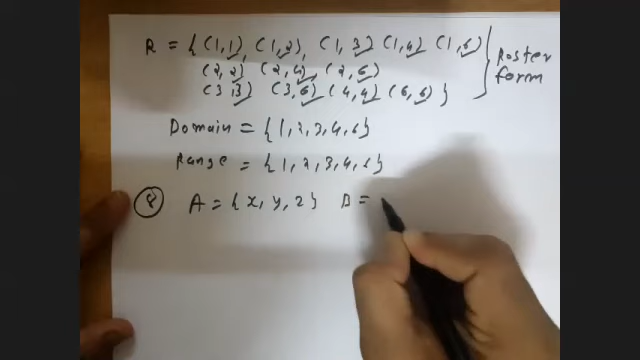 R = { (1,1), (1,2), (1,3) (1,4) (1,6)
(2,2) (2,4), (2,6)
(3,3) (3,6) (4,4) (6,6) } Roster form
Domain = {1,2,3,4,6}
Range = {1,2,3,4,6}
8 A = {x, y, z} B =